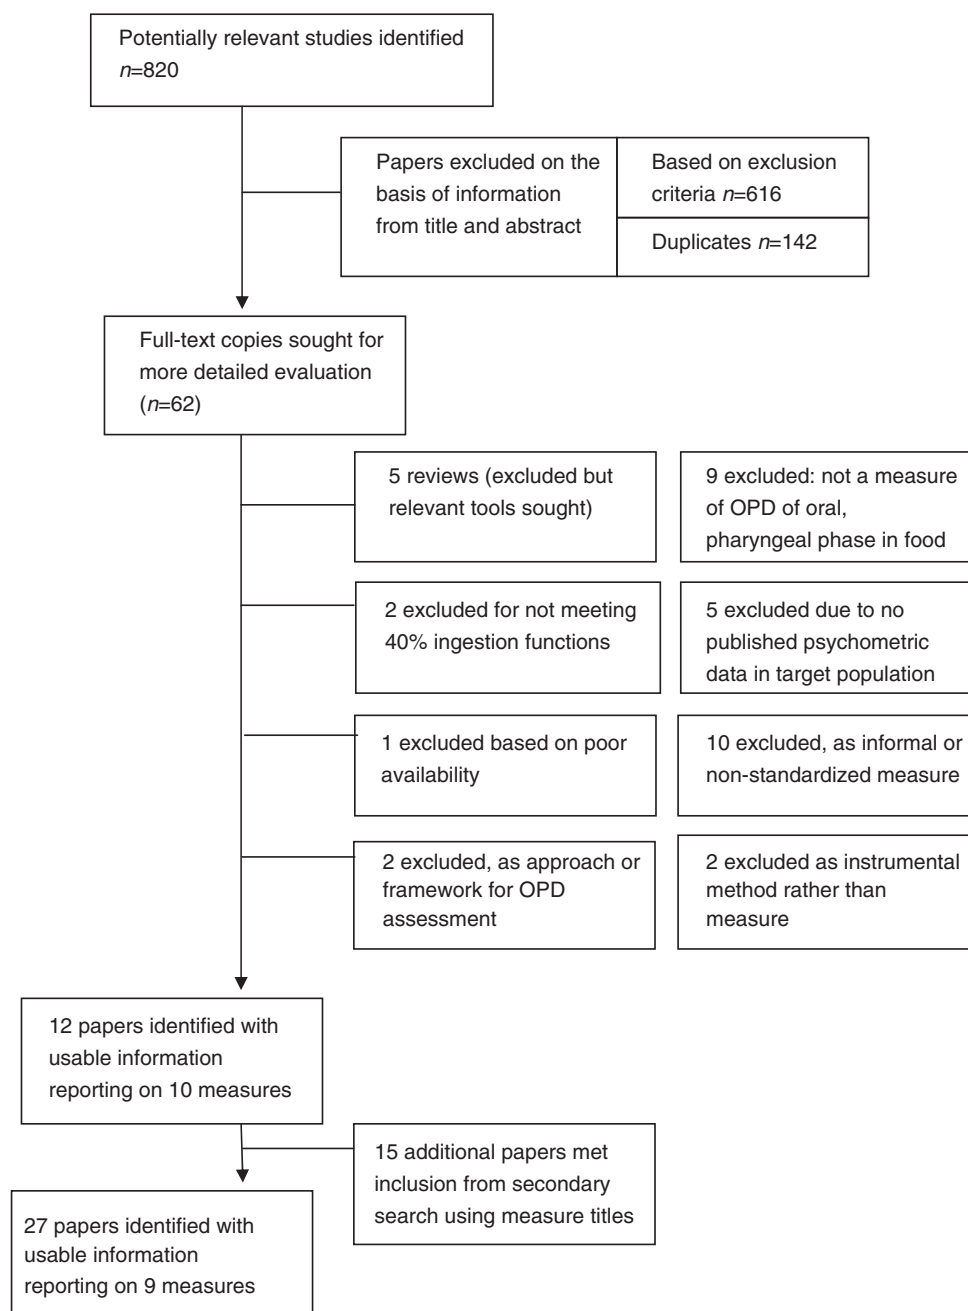 Potentially relevant studies identified
n=820
Papers excluded on the
basis of information
from title and abstract
Based on exclusion
criteria n=616
Duplicates n=142
Full-text copies sought for
more detailed evaluation
(n=62)
5 reviews (excluded but
relevant tools sought)
9 excluded: not a measure
of OPD of oral,
pharyngeal phase in food
2 excluded for not meeting
40% ingestion functions
5 excluded due to no
published psychometric
data in target population
1 excluded based on poor
availability
10 excluded, as informal or
non-standardized measure
2 excluded, as approach or
framework for OPD
assessment
2 excluded as instrumental
method rather than
measure
12 papers identified with
usable information
reporting on 10 measures
15 additional papers met
inclusion from secondary
search using measure titles
27 papers identified with
usable information
reporting on 9 measures